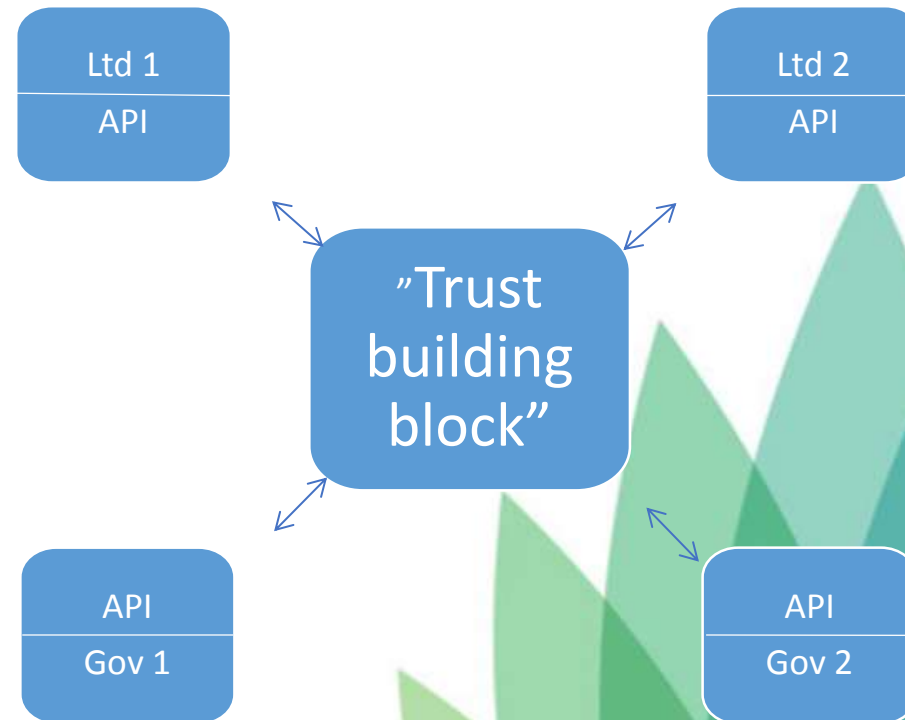 Ltd 1
API
Ltd 2
API
”Trust
building
block”
API
Gov 1
API
Gov 2